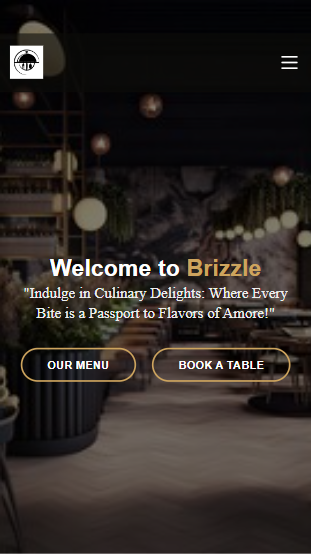 Welcome to Brizzle
"Indulge in Culinary Delights: Where Every
Bite is a Passport to Flavors of Amore!"
OUR MENU BOOK A TABLE